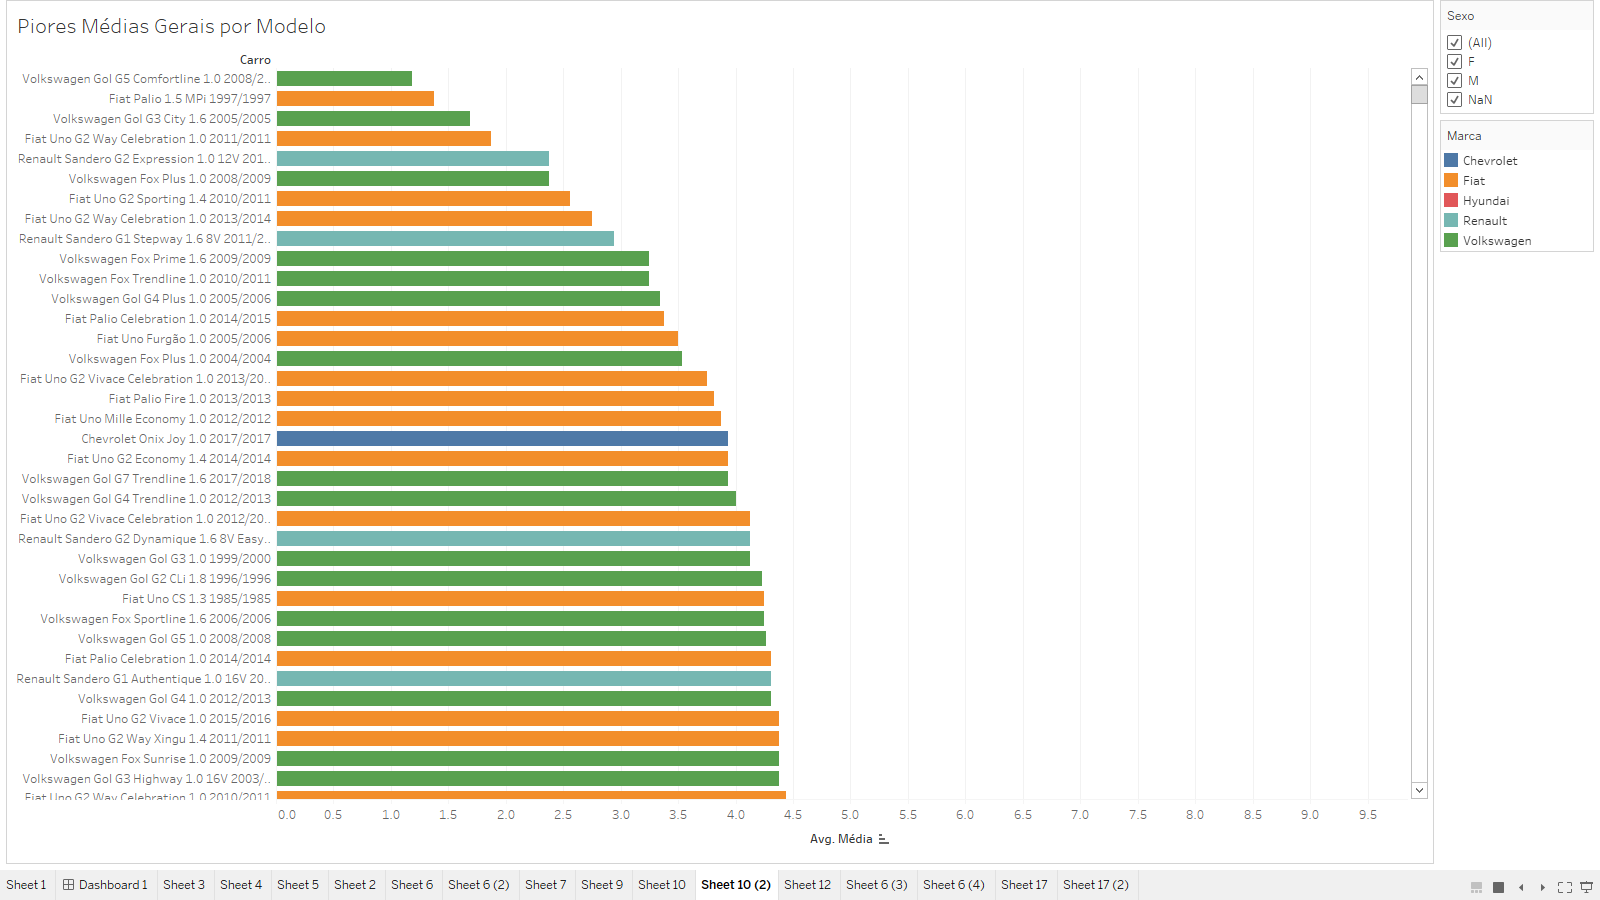 Piores Médias Gerais por Modelo
Carro
Volkswagen Gol G5 Comfortline 1.0 2008/2..
Fiat Palio 1.5 MPi 1997/1997
Volkswagen Gol G3 City 1.6 2005/2005
Fiat Uno G2 Way Celebration 1.0 2011/2011
Renault Sandero G2 Expression 1.0 12V 201..
Volkswagen Fox Plus 1.0 2008/2009
Fiat Uno G2 Sporting 1.4 2010/2011
Fiat Uno G2 Way Celebration 1.0 2013/2014
Renault Sandero G1 Stepway 1.6 8V 2011/2..
Volkswagen Fox Prime 1.6 2009/2009
Volkswagen Fox Trendline 1.0 2010/2011
Volkswagen Gol G4 Plus 1.0 2005/2006
Fiat Palio Celebration 1.0 2014/2015
Fiat Uno Furgão 1.0 2005/2006
Volkswagen Fox Plus 1.0 2004/2004
Fiat Uno G2 Vivace Celebration 1.0 2013/20..
Fiat Palio Fire 1.0 2013/2013
Fiat Uno Mille Economy 1.0 2012/2012
Chevrolet Onix Joy 1.0 2017/2017
Fiat Uno G2 Economy 1.4 2014/2014
Volkswagen Gol G7 Trendline 1.6 2017/2018
Volkswagen Gol G4 Trendline 1.0 2012/2013
Fiat Uno G2 Vivace Celebration 1.0 2012/20..
Renault Sandero G2 Dynamique 1.6 8V Easy..
Volkswagen Gol G3 1.0 1999/2000
Volkswagen Gol G2 CLi 1.8 1996/1996
Fiat Uno CS 1.3 1985/1985
Volkswagen Fox Sportline 1.6 2006/2006
Volkswagen Gol G5 1.0 2008/2008
Fiat Palio Celebration 1.0 2014/2014
Renault Sandero G1 Authentique 1.0 16V 20..
Volkswagen Gol G4 1.0 2012/2013
Fiat Uno G2 Vivace 1.0 2015/2016
Fiat Uno G2 Way Xingu 1.4 2011/2011
Volkswagen Fox Sunrise 1.0 2009/2009
Volkswagen Gol G3 Highway 1.0 16V 2003/..
Fiat Uno G2 Way Celebration 1.0 2010/2011
0.0 0.5 1.0 1.5 2.0 2.5 3.0 3.5 4.0 4.5 5.0 5.5 6.0 6.5 7.0 7.5 8.0 8.5 9.0 9.5
Avg. Média
Sexo
(All)
F
M
NaN
Marca
Chevrolet
Fiat
Hyundai
Renault
Volkswagen
Sheet 1 Dashboard 1 Sheet 3 Sheet 4 Sheet 5 Sheet 2 Sheet 6 Sheet 6 (2) Sheet 7 Sheet 9 Sheet 10 Sheet 10 (2) Sheet 12 Sheet 6 (3) Sheet 6 (4) Sheet 17 Sheet 17 (2)